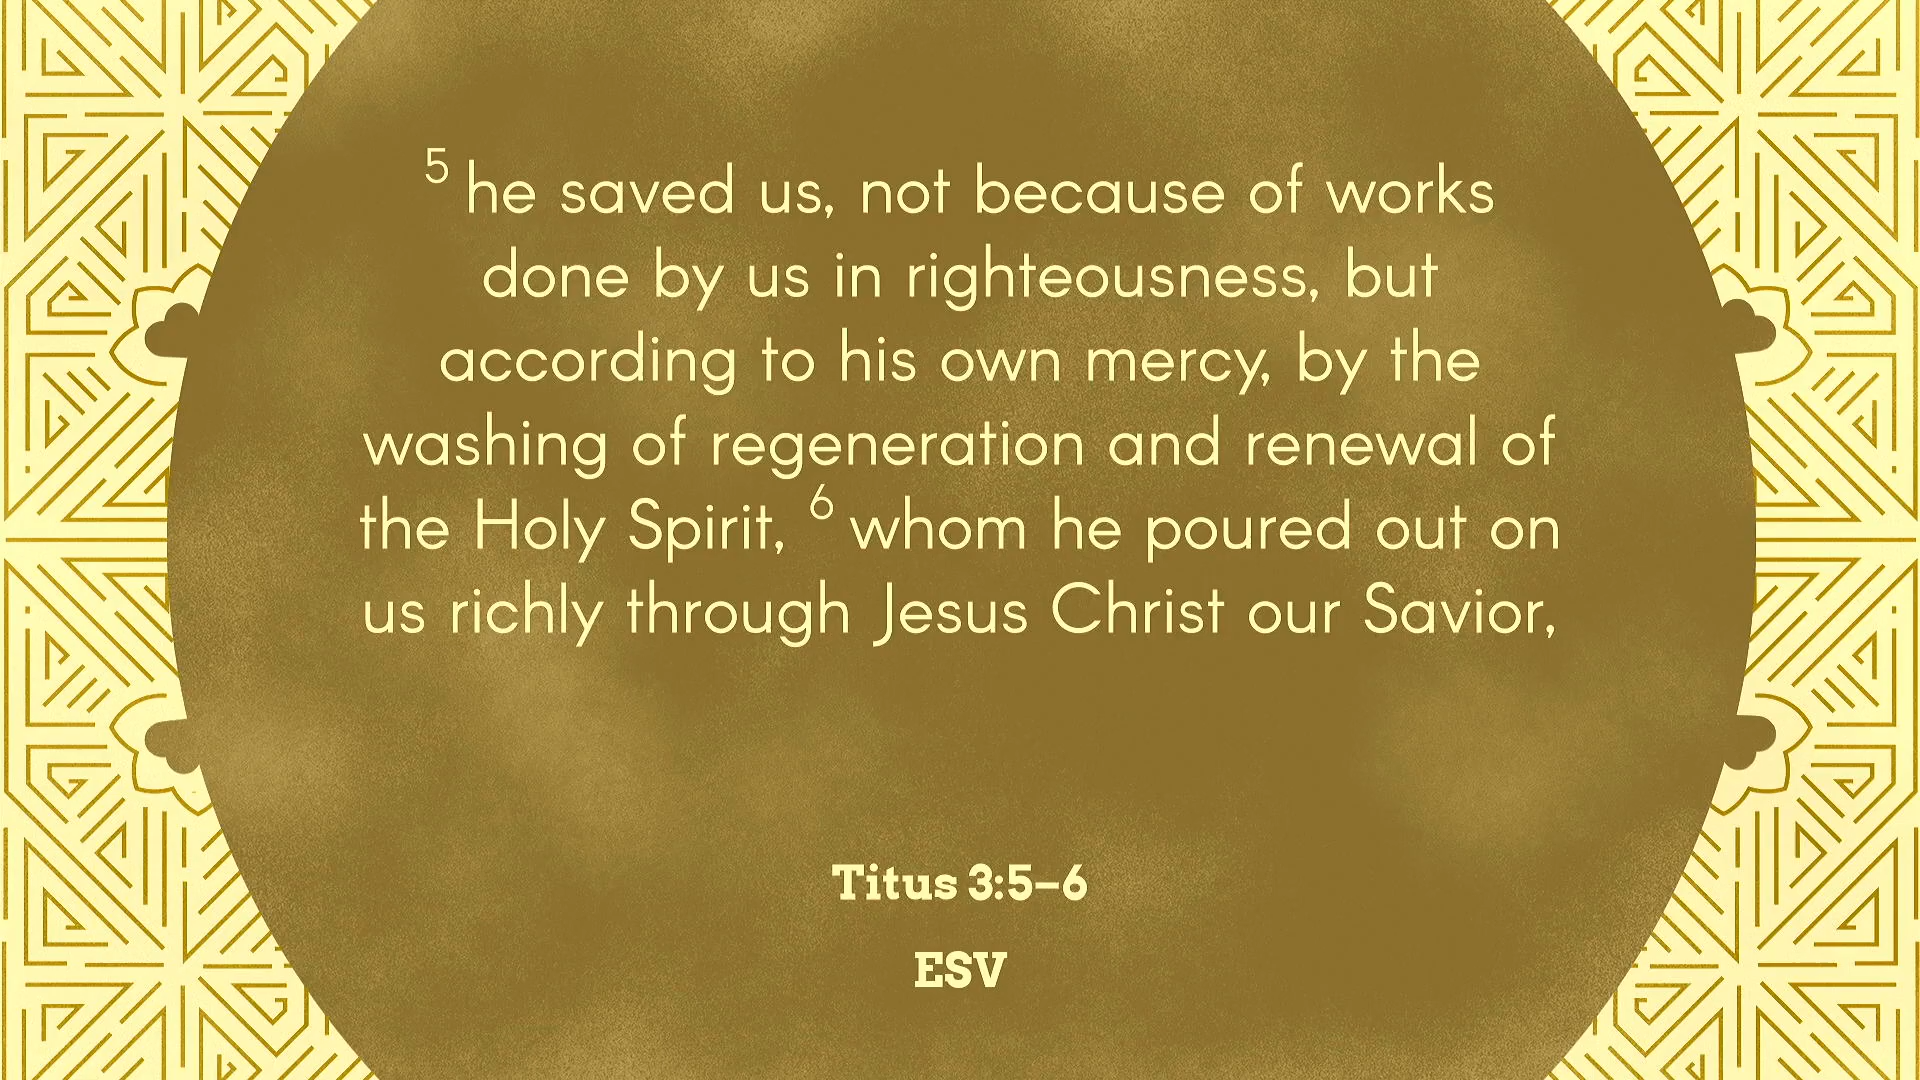 5 he saved us, not because of works
done by us in righteousness, but
according to his own mercy, by the
washing of regeneration and renewal of
the Holy Spirit, 6 whom he poured out on
us richly through Jesus Christ our Savior,
Titus 3:5–6
ESV